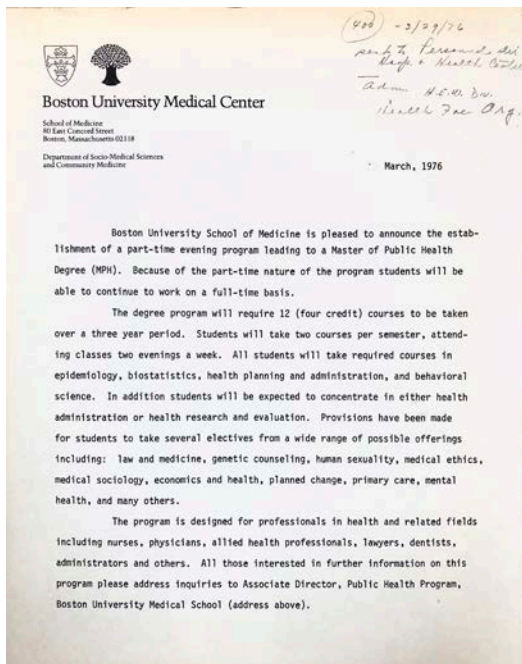 (400) - 3/29/76
sent to Personnel dir
Hosp & Health Center
Adm. H.E.W. Div.
Health Fac Org.
Boston University Medical Center
School of Medicine
80 East Concord Street
Boston, Massachusetts 02118
Department of Socio-Medical Sciences
and Community Medicine
March, 1976
Boston University School of Medicine is pleased to announce the estab-
lishment of a part-time evening program leading to a Master of Public Health
Degree (MPH). Because of the part-time nature of the program students will be
able to continue to work on a full-time basis.
The degree program will require 12 (four credit) courses to be taken
over a three year period. Students will take two courses per semester, attend-
ing classes two evenings a week. All students will take required courses in
epidemiology, biostatistics, health planning and administration, and behavioral
science. In addition students will be expected to concentrate in either health
administration or health research and evaluation. Provisions have been made
for students to take several electives from a wide range of possible offerings
including: law and medicine, genetic counseling, human sexuality, medical ethics,
medical sociology, economics and health, planned change, primary care, mental
health, and many others.
The program is designed for professionals in health and related fields
including nurses, physicians, allied health professionals, lawyers, dentists,
administrators and others. All those interested in further information on this
program please address inquiries to Associate Director, Public Health Program,
Boston University Medical School (address above).